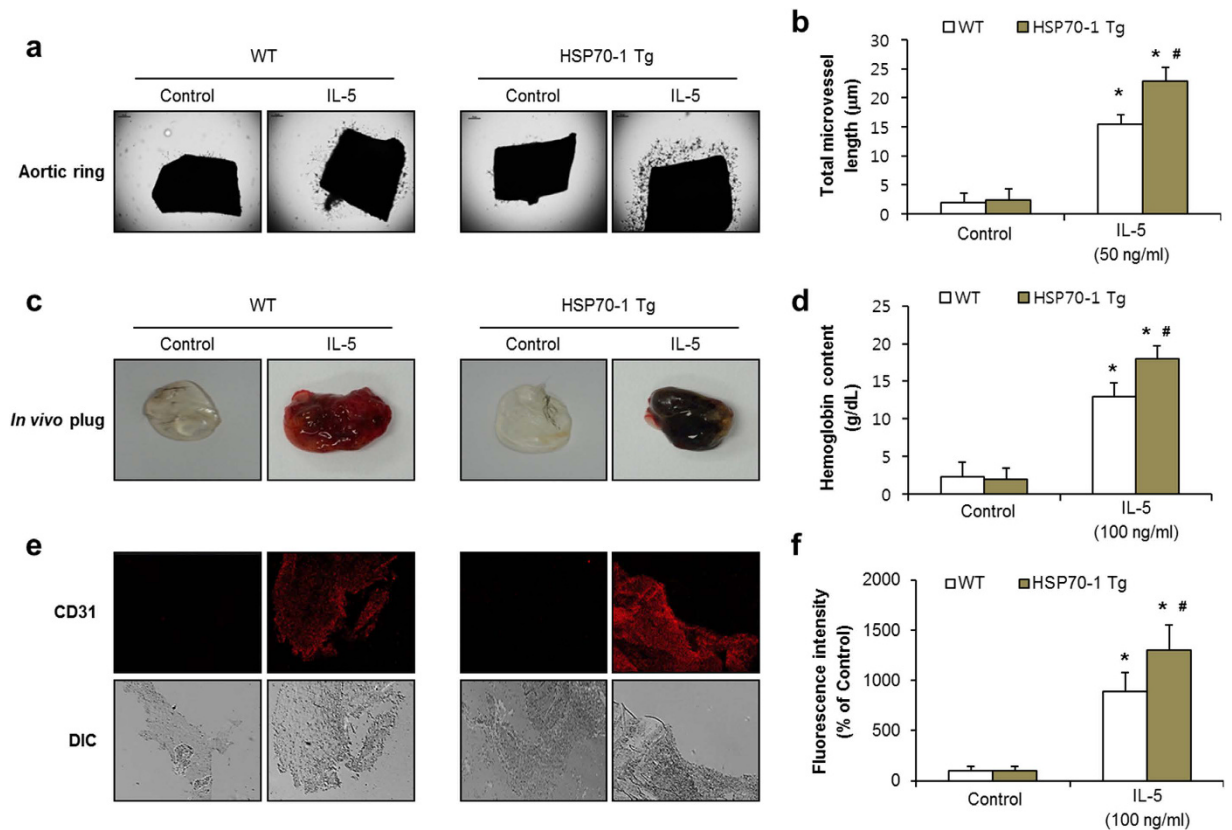 a
WT
HSP70-1 Tg
Control
IL-5
Control
IL-5
Aortic ring
b
WT
HSP70-1 Tg
Total microvessel
length (μm)
30
25
20
15
10
5
0
*
* #
Control
IL-5
(50 ng/ml)
c
WT
HSP70-1 Tg
Control
IL-5
Control
IL-5
In vivo plug
d
WT
HSP70-1 Tg
Hemoglobin content
(g/dL)
25
20
15
10
5
0
*
* #
Control
IL-5
(100 ng/ml)
e
CD31
DIC
f
WT
HSP70-1 Tg
Fluorescence intensity
(% of Control)
2000
1500
1000
500
0
*
* #
Control
IL-5
(100 ng/ml)